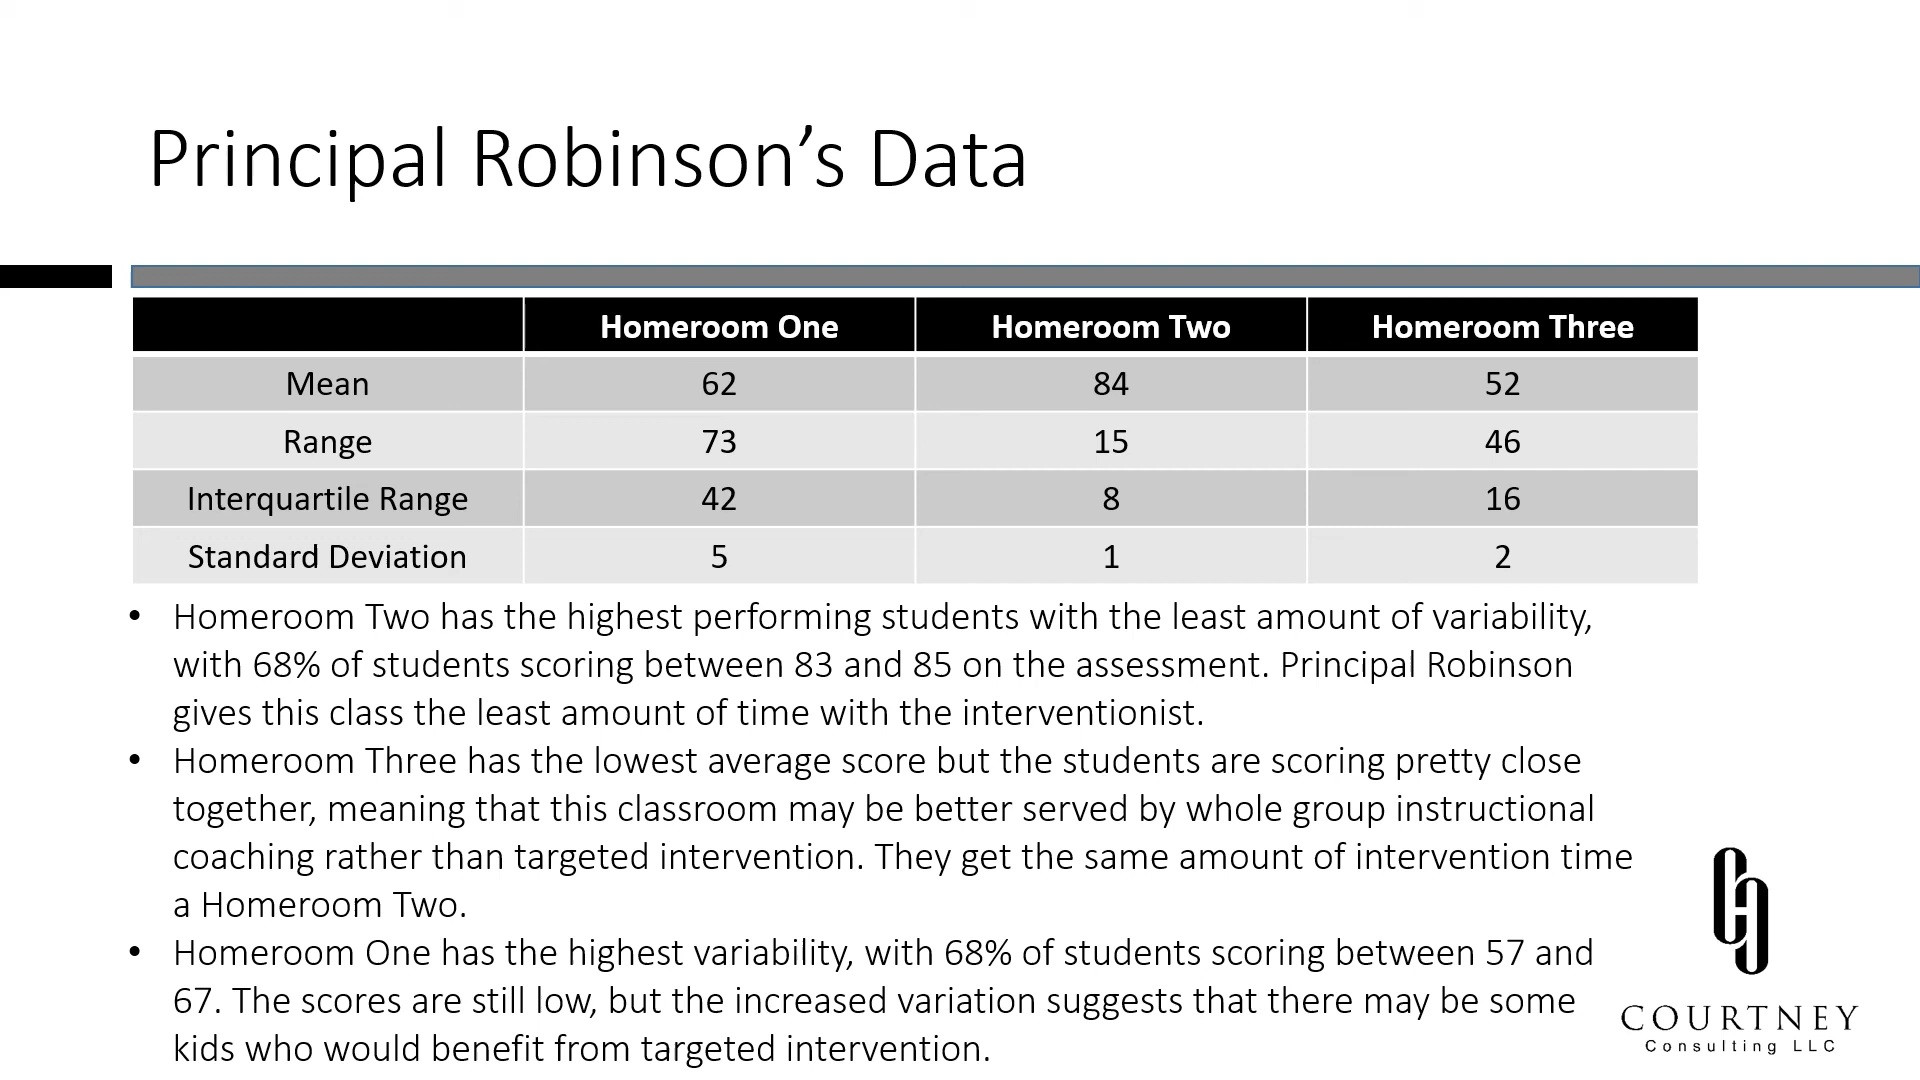 Principal Robinson’s Data
Homeroom One Homeroom Two Homeroom Three
Mean 62 84 52
Range 73 15 46
Interquartile Range 42 8 16
Standard Deviation 5 1 2
• Homeroom Two has the highest performing students with the least amount of variability,
with 68% of students scoring between 83 and 85 on the assessment. Principal Robinson
gives this class the least amount of time with the interventionist.
• Homeroom Three has the lowest average score but the students are scoring pretty close
together, meaning that this classroom may be better served by whole group instructional
coaching rather than targeted intervention. They get the same amount of intervention time
a Homeroom Two.
• Homeroom One has the highest variability, with 68% of students scoring between 57 and
67. The scores are still low, but the increased variation suggests that there may be some
kids who would benefit from targeted intervention.
COURTNEY
Consulting LLC